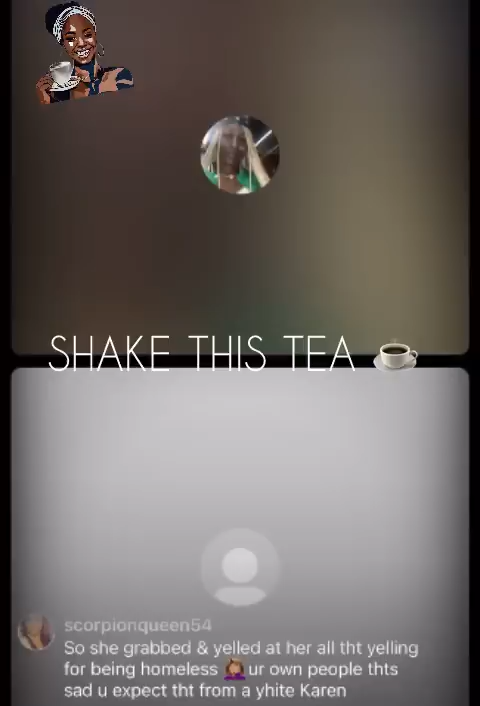 SHAKE THIS TEA ☕
scorpionqueen54
So she grabbed & yelled at her all tht yelling
for being homeless 🤦🏽‍♀️ ur own people thts
sad u expect tht from a yhite Karen